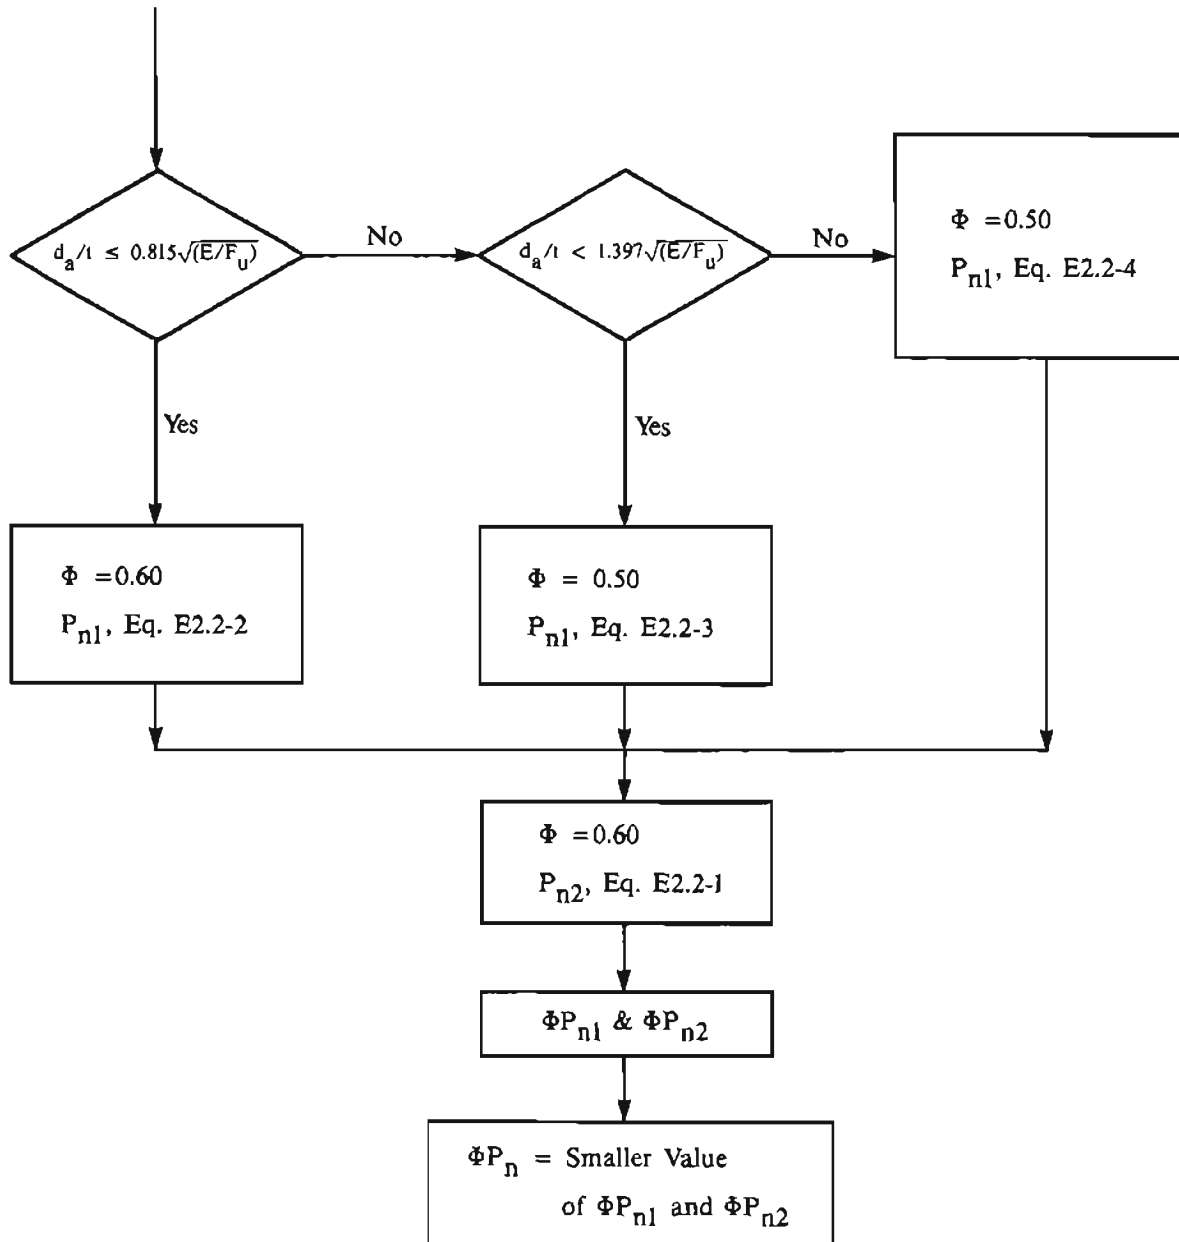 d_a/t ≤ 0.815√(E/F_u)
No
d_a/t < 1.397√(E/F_u)
No
Φ =0.50
P_n1, Eq. E2.2-4
Yes
Yes
Φ =0.60
P_n1, Eq. E2.2-2
Φ = 0.50
P_n1, Eq. E2.2-3
Φ =0.60
P_n2, Eq. E2.2-1
ΦP_n1 & ΦP_n2
ΦP_n = Smaller Value
of ΦP_n1 and ΦP_n2